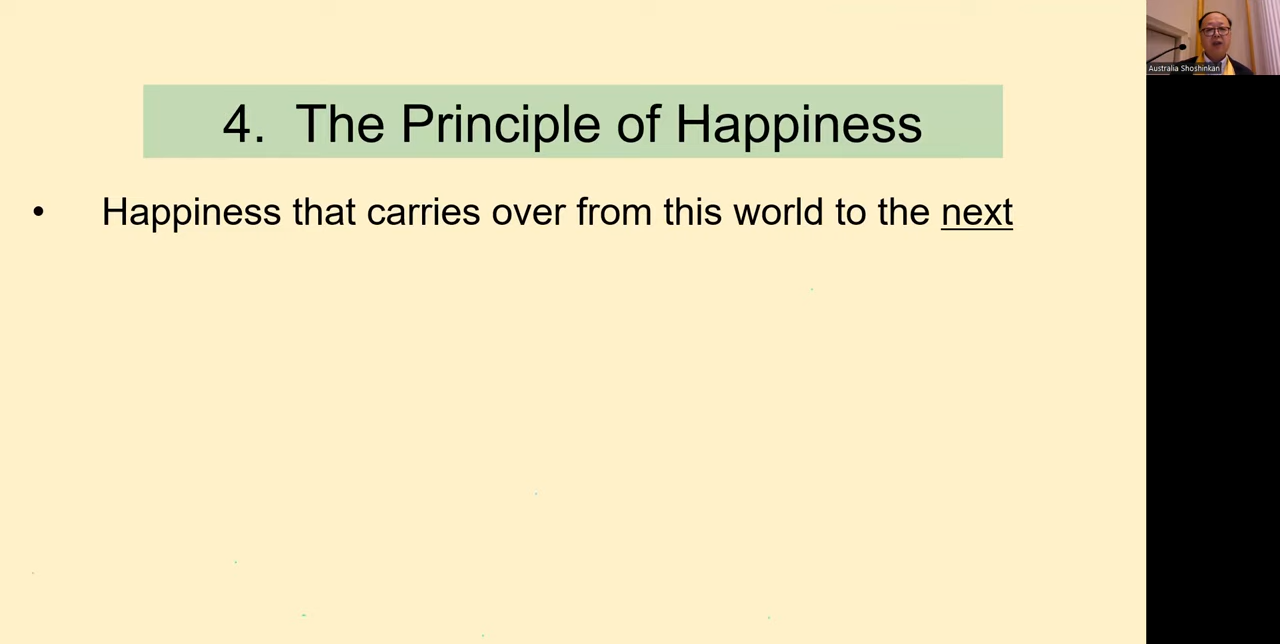 Australia Shoshinkan
4. The Principle of Happiness
• Happiness that carries over from this world to the next